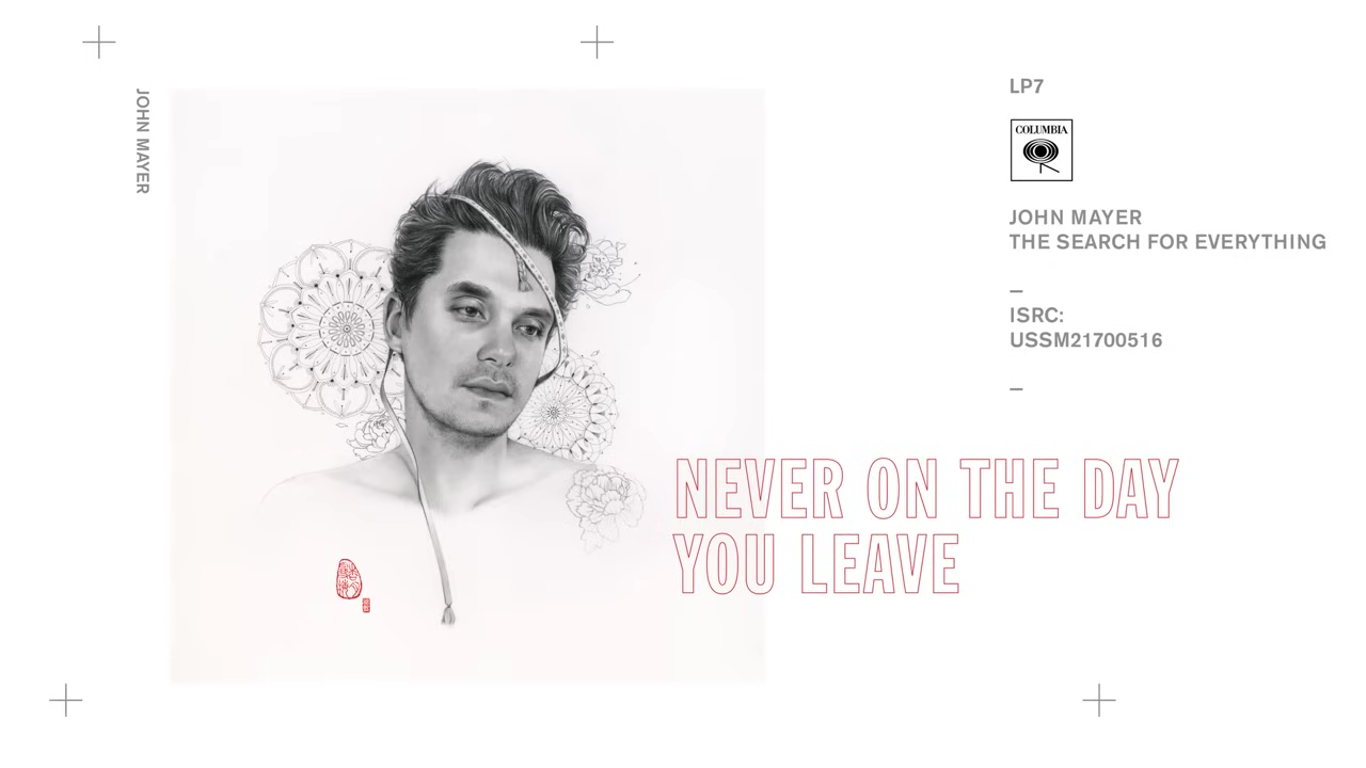 JOHN MAYER
LP7
COLUMBIA
JOHN MAYER
THE SEARCH FOR EVERYTHING
–
ISRC:
USSM21700516
–
NEVER ON THE DAY
YOU LEAVE